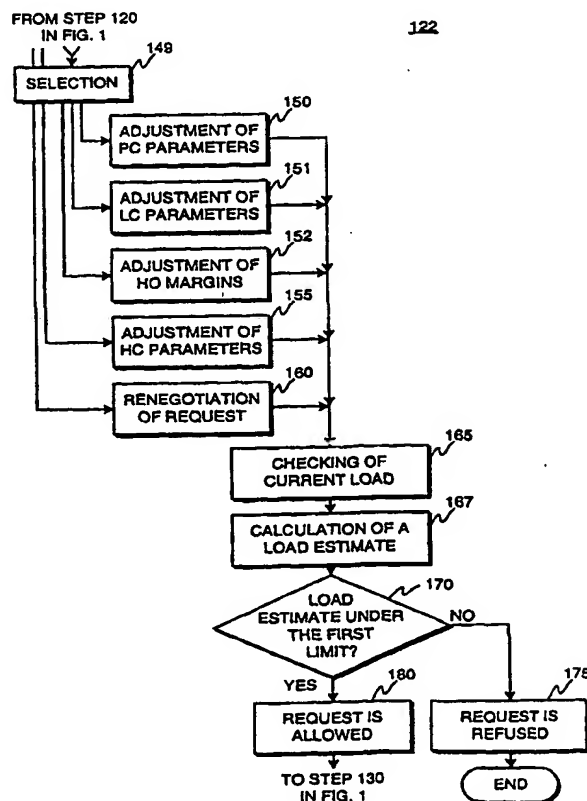 FROM STEP 120
IN FIG. 1
122
149
SELECTION
150
ADJUSTMENT OF
PC PARAMETERS
151
ADJUSTMENT OF
LC PARAMETERS
152
ADJUSTMENT OF
HO MARGINS
155
ADJUSTMENT OF
HC PARAMETERS
160
RENEGOTIATION
OF REQUEST
165
CHECKING OF
CURRENT LOAD
167
CALCULATION OF A
LOAD ESTIMATE
170
LOAD
ESTIMATE UNDER
THE FIRST
LIMIT?
NO
YES
180
REQUEST IS
ALLOWED
175
REQUEST IS
REFUSED
TO STEP 130
IN FIG. 1
END